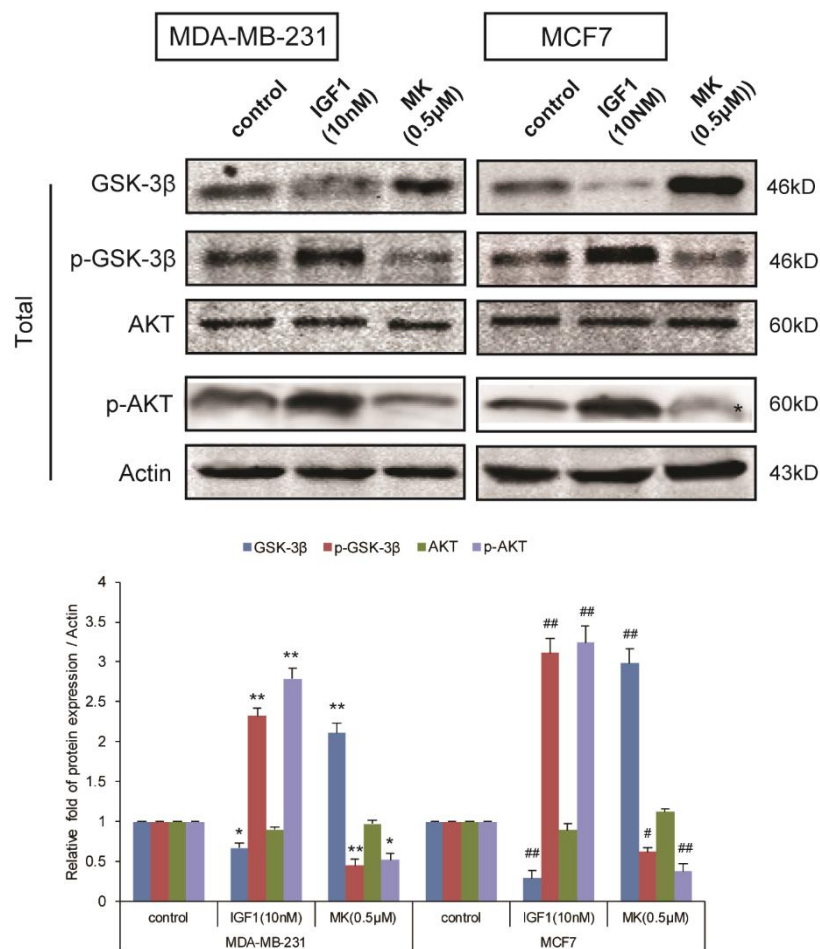 MDA-MB-231 MCF7
control IGF1 (10nM) MK (0.5μM) control IGF1 (10NM) MK (0.5μM))
Total
GSK-3β 46kD
p-GSK-3β 46kD
AKT 60kD
p-AKT * 60kD
Actin 43kD
GSK-3β p-GSK-3β AKT p-AKT
Relative fold of protein expression / Actin
4
3.5
3
2.5
2
1.5
1
0.5
0
* ** ** ** ** * ## ## ## ## # ##
control IGF1(10nM) MK(0.5μM) control IGF1(10nM) MK(0.5μM)
MDA-MB-231 MCF7